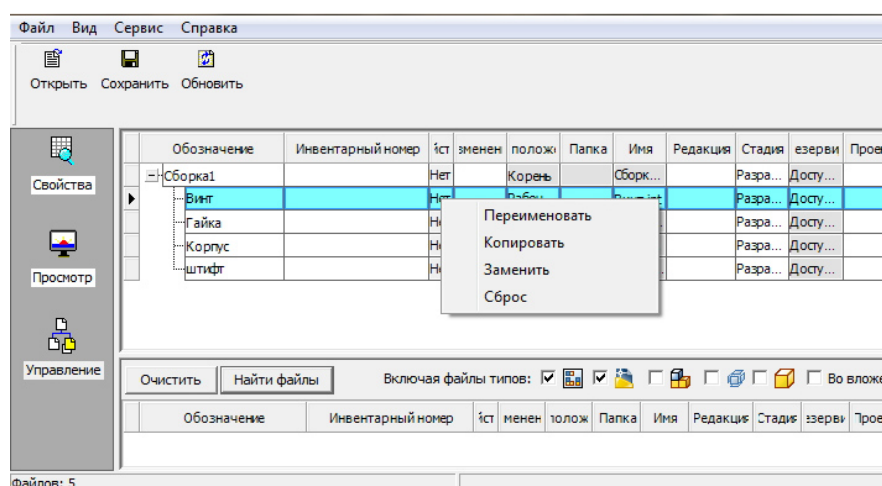 Файл Вид Сервис Справка
Открыть Сохранить Обновить
Обозначение Инвентарный номер Папка Имя Редакция Стадия
Свойства
Сборка1 Нет Корень Сборк... Разра... Досту...
Винт Разра... Досту...
Гайка Разра... Досту...
Корпус Разра... Досту...
штифт Разра... Досту...
Переименовать
Копировать
Заменить
Сброс
Просмотр
Управление
Очистить Найти файлы Включая файлы типов: Во вложе
Обозначение Инвентарный номер Папка Имя
Файлов: 5